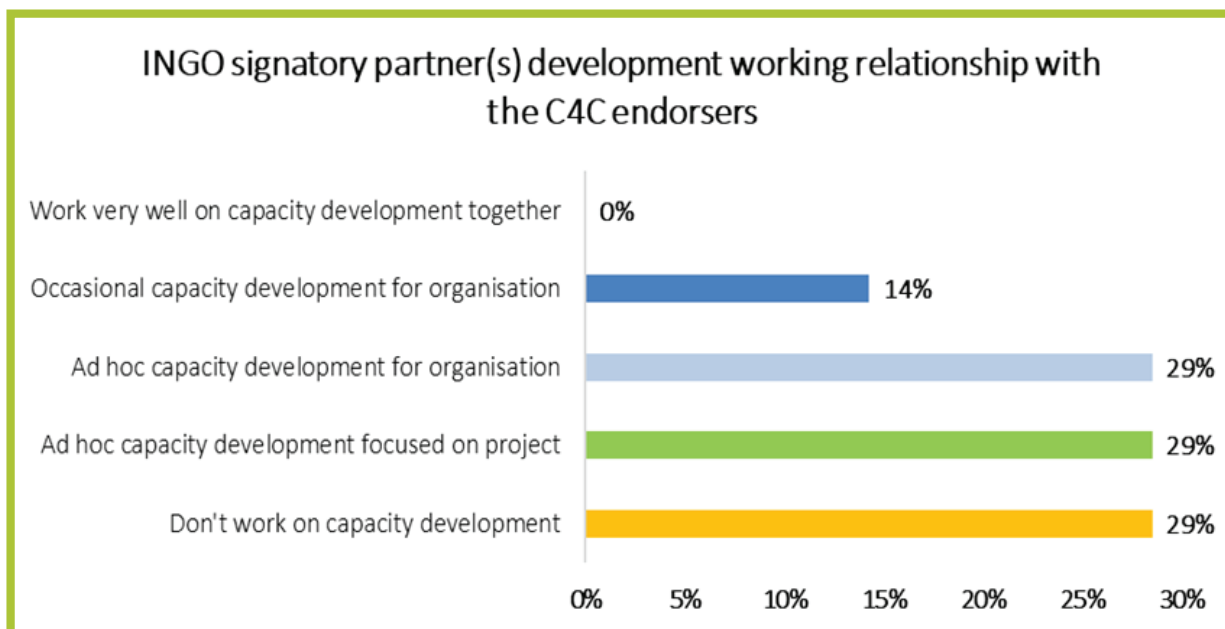 INGO signatory partner(s) development working relationship with
the C4C endorsers
Work very well on capacity development together
0%
Occasional capacity development for organisation
14%
Ad hoc capacity development for organisation
29%
Ad hoc capacity development focused on project
29%
Don't work on capacity development
29%
0% 5% 10% 15% 20% 25% 30%